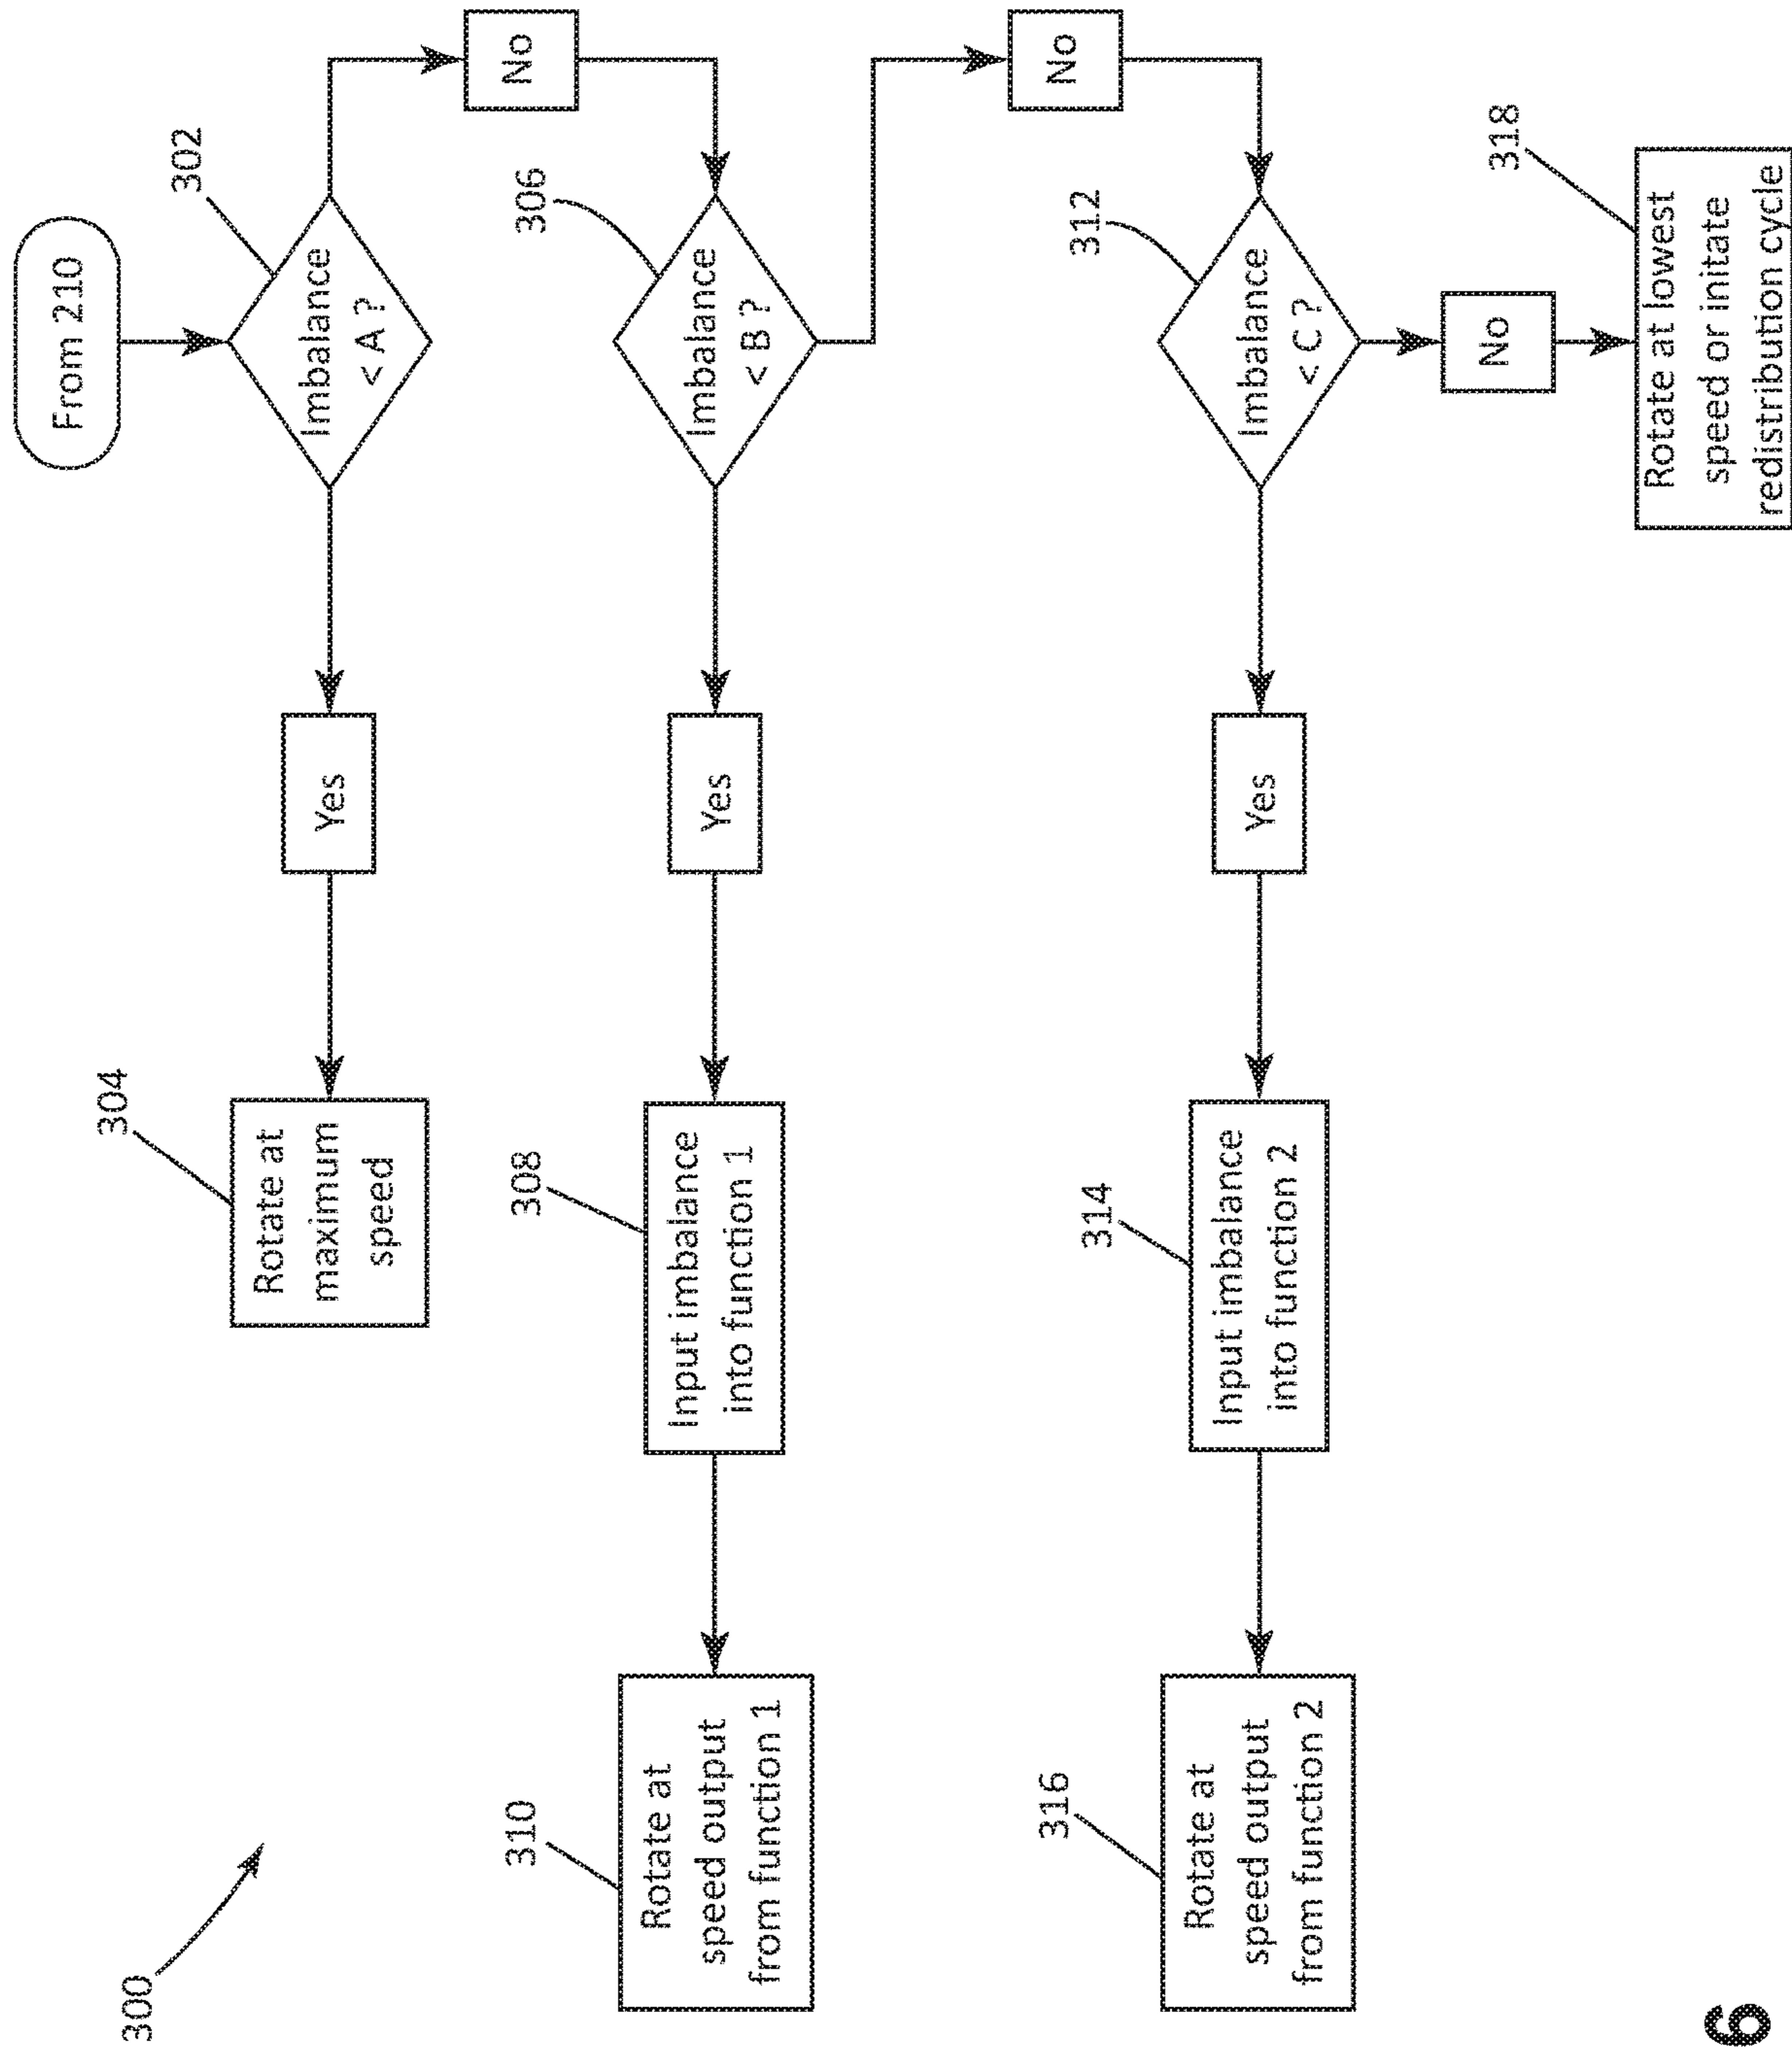 300
From 210
302
Imbalance
< A ?
Yes
304
Rotate at
maximum
speed
No
306
Imbalance
< B ?
Yes
308
Input imbalance
into function 1
310
Rotate at
speed output
from function 1
No
312
Imbalance
< C ?
Yes
314
Input imbalance
into function 2
316
Rotate at
speed output
from function 2
No
318
Rotate at lowest
speed or initate
redistribution cycle
6